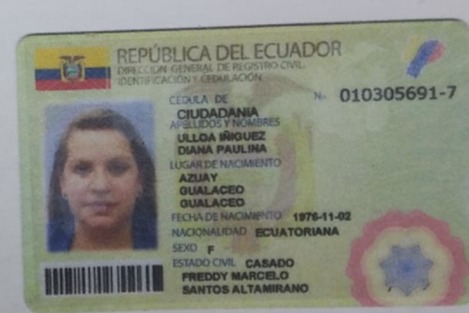 REPÚBLICA DEL ECUADOR
DIRECCIÓN GENERAL DE REGISTRO CIVIL
IDENTIFICACIÓN Y CEDULACIÓN
CÉDULA DE No. 010305691-7
CIUDADANIA
APELLIDOS Y NOMBRES
ULLOA IÑIGUEZ
DIANA PAULINA
LUGAR DE NACIMIENTO
AZUAY
GUALACEO
GUALACEO
FECHA DE NACIMIENTO 1976-11-02
NACIONALIDAD ECUATORIANA
SEXO F
ESTADO CIVIL CASADO
FREDDY MARCELO
SANTOS ALTAMIRANO